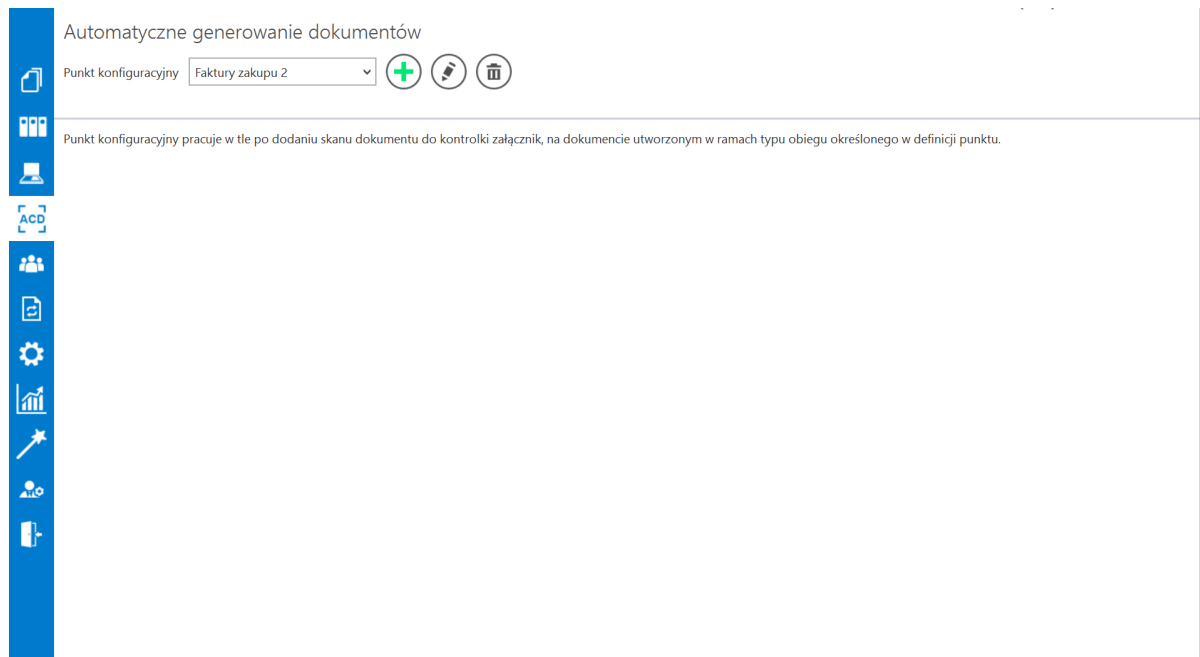 Automatyczne generowanie dokumentów
Punkt konfiguracyjny Faktury zakupu 2
Punkt konfiguracyjny pracuje w tle po dodaniu skanu dokumentu do kontrolki załącznik, na dokumencie utworzonym w ramach typu obiegu określonego w definicji punktu.
ACD